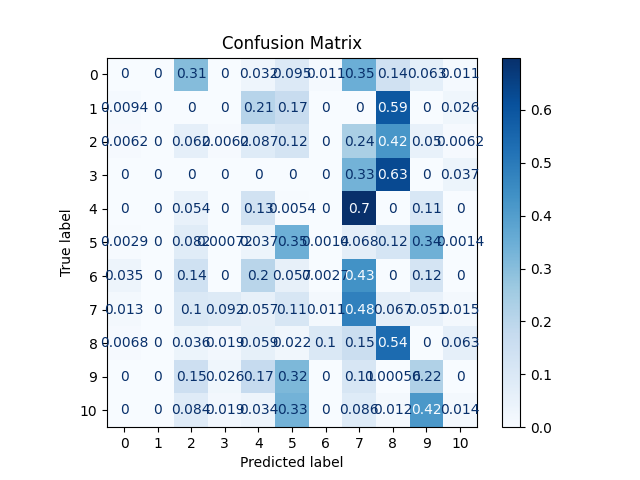 Confusion Matrix
0 0 0 0.31 0 0.032 0.095 0.011 0.35 0.14 0.063 0.011
1 0.0094 0 0 0 0.21 0.17 0 0 0.59 0 0.026
2 0.0062 0 0.062 0.0062 0.087 0.12 0 0.24 0.42 0.05 0.0062
3 0 0 0 0 0 0 0 0.33 0.63 0 0.037
4 0 0 0.054 0 0.13 0.0054 0 0.7 0 0.11 0
5 0.0029 0 0.082 0.00072 0.037 0.35 0.0014 0.068 0.12 0.34 0.0014
6 0.035 0 0.14 0 0.2 0.057 0.0027 0.43 0 0.12 0
7 0.013 0 0.1 0.092 0.057 0.11 0.011 0.48 0.067 0.051 0.015
8 0.0068 0 0.036 0.019 0.059 0.022 0.1 0.15 0.54 0 0.063
9 0 0 0.15 0.026 0.17 0.32 0 0.11 0.00056 0.22 0
10 0 0 0.084 0.019 0.034 0.33 0 0.086 0.012 0.42 0.014
0 1 2 3 4 5 6 7 8 9 10
Predicted label
True label
0.6
0.5
0.4
0.3
0.2
0.1
0.0